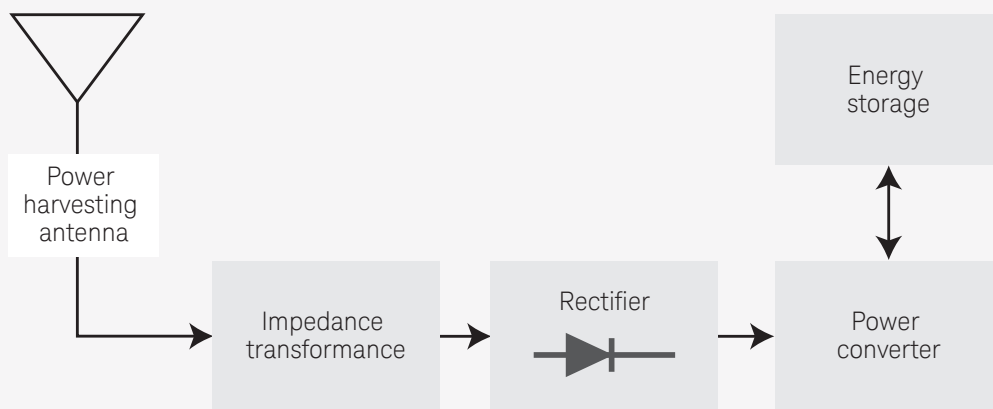 Power
harvesting
antenna
Impedance
transformance
Rectifier
Power
converter
Energy
storage